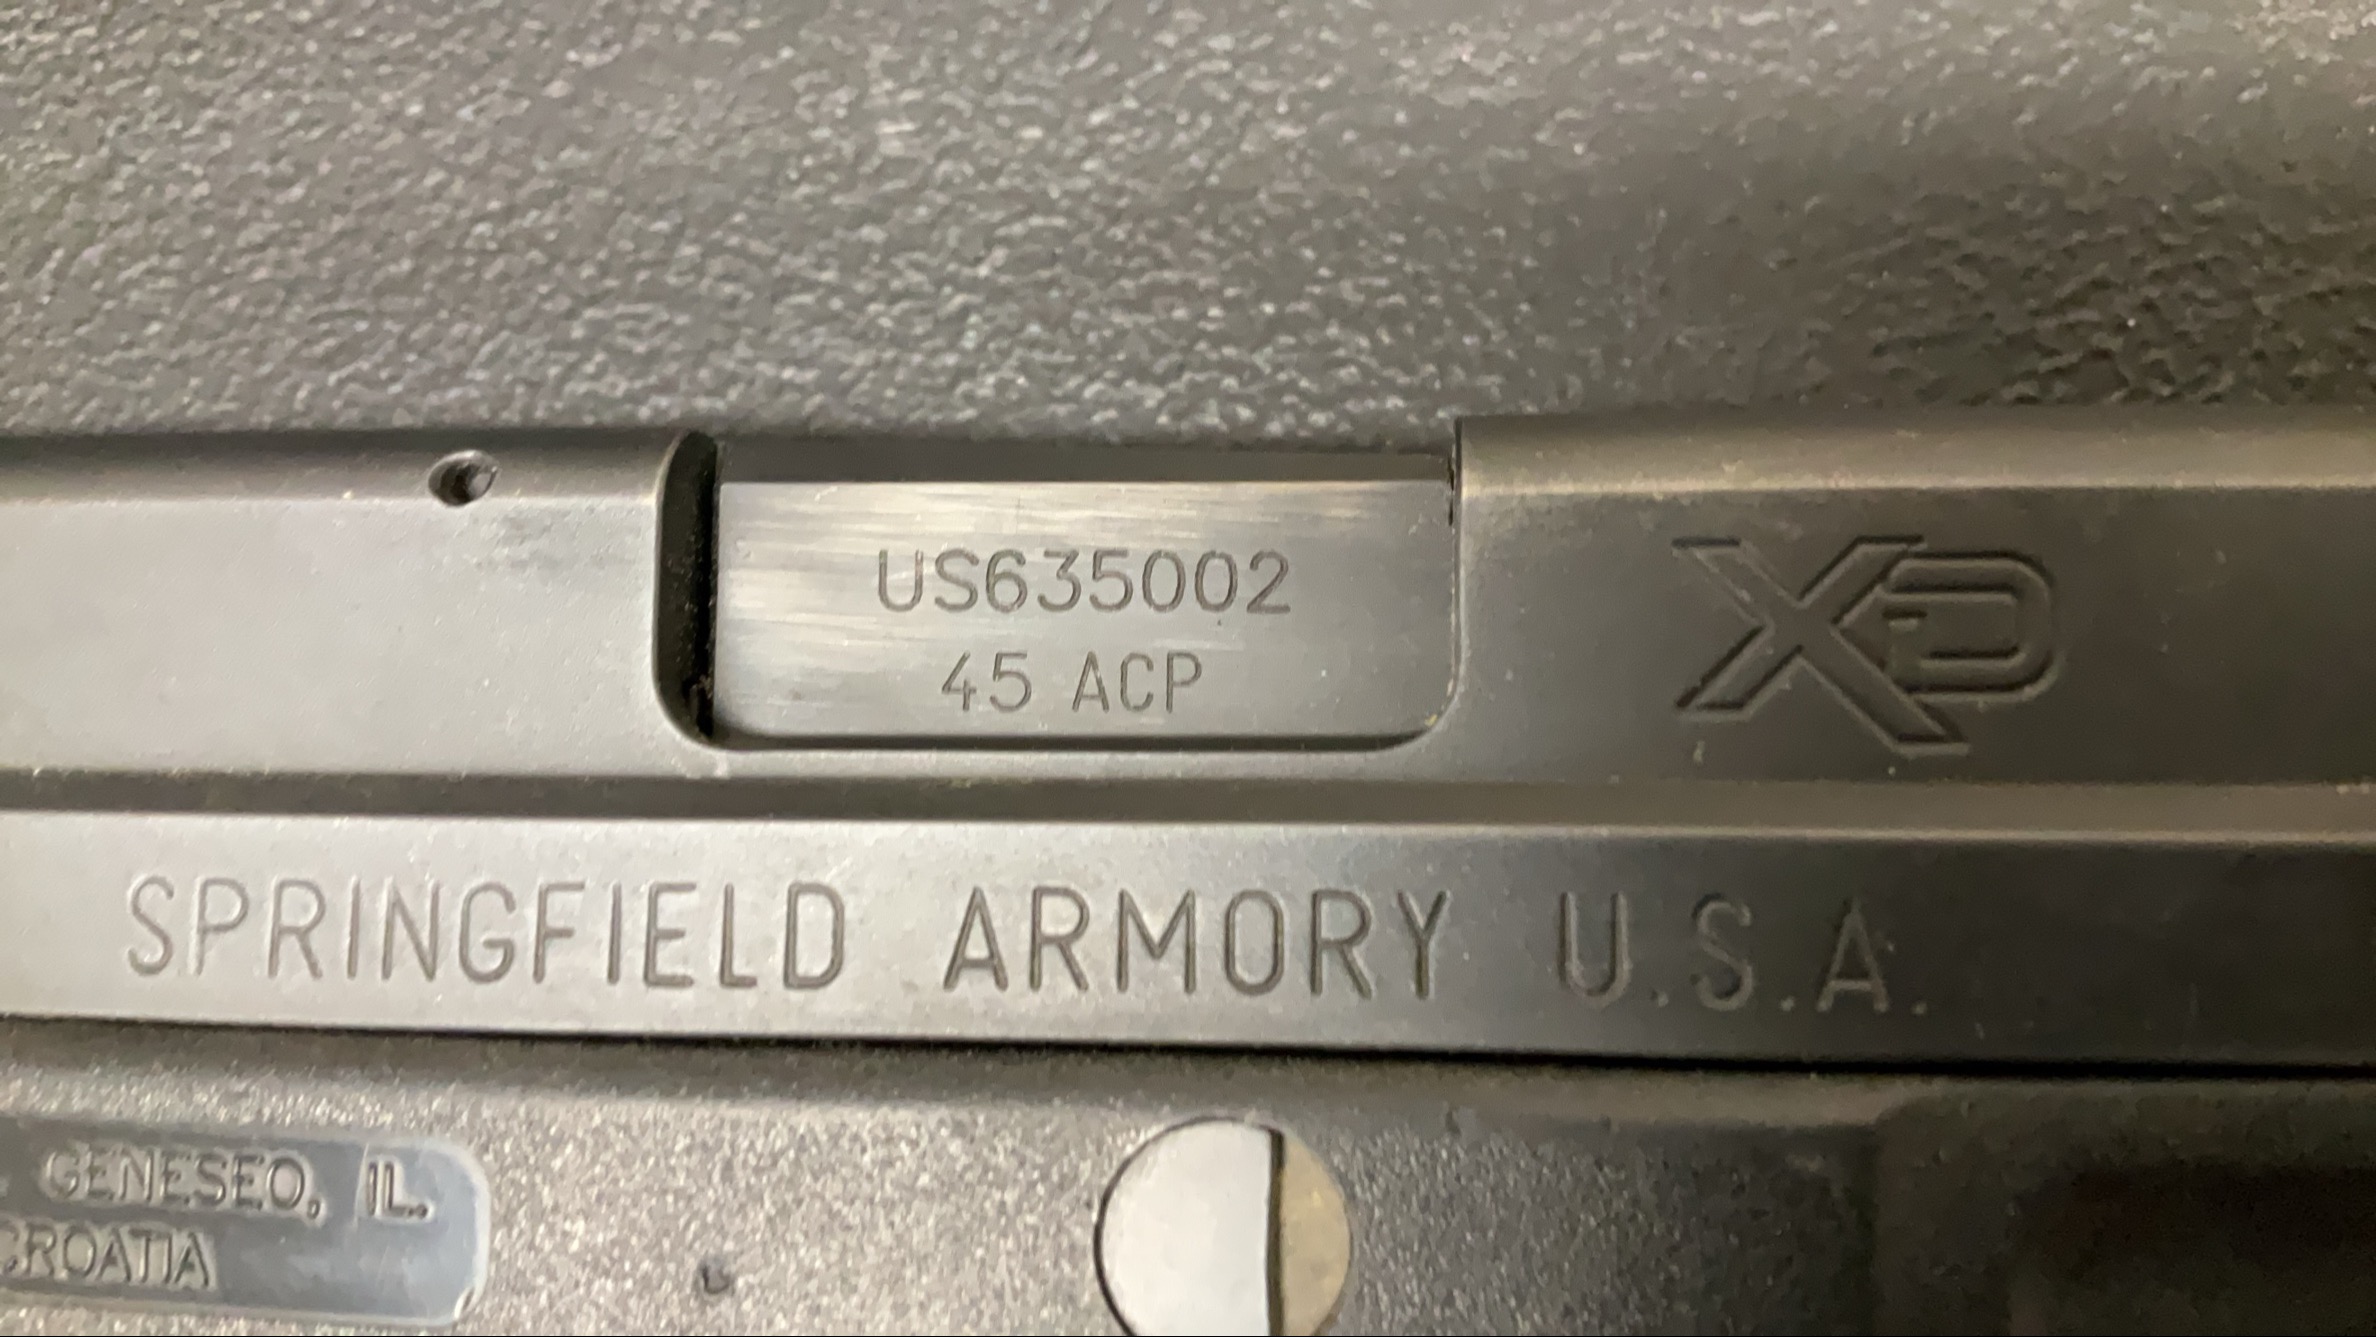 US635002
45 ACP
XD
SPRINGFIELD ARMORY U.S.A.
GENESEO, IL.
CROATIA